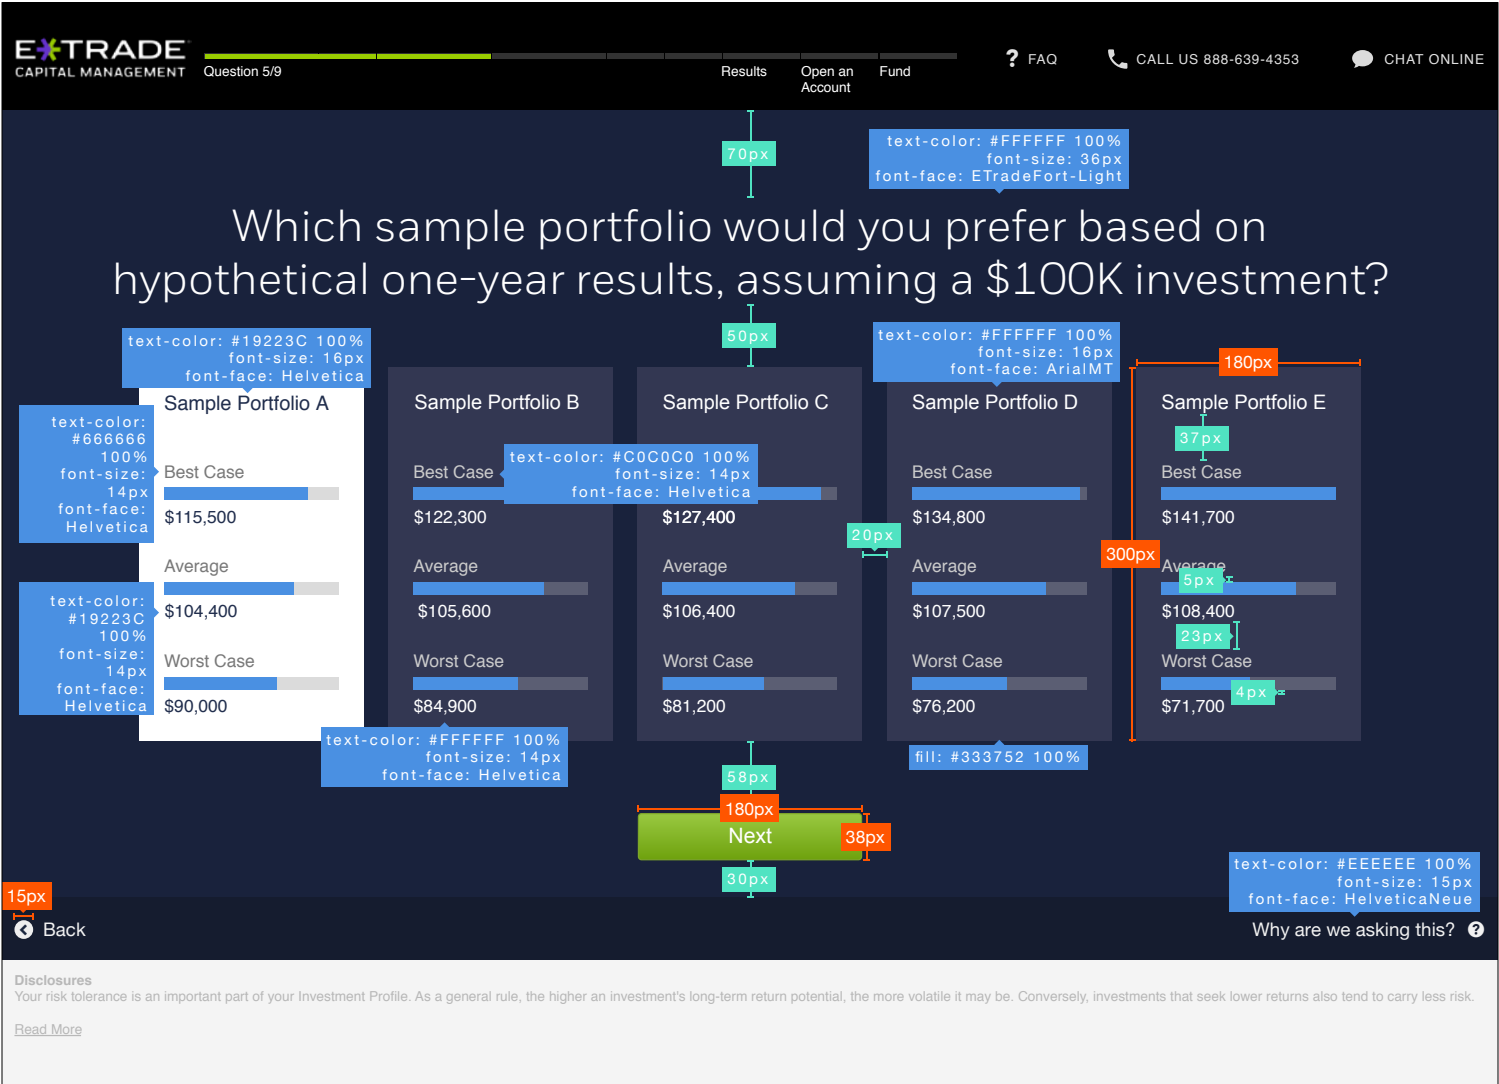 E*TRADE
CAPITAL MANAGEMENT
Question 5/9
Results
Open an
Account
Fund
? FAQ
CALL US 888-639-4353
CHAT ONLINE
70px
text-color: #FFFFFF 100%
font-size: 36px
font-face: ETradeFort-Light
Which sample portfolio would you prefer based on
hypothetical one-year results, assuming a $100K investment?
50px
text-color: #19223C 100%
font-size: 16px
font-face: Helvetica
text-color: #FFFFFF 100%
font-size: 16px
font-face: ArialMT
180px
Sample Portfolio A
Sample Portfolio B
Sample Portfolio C
Sample Portfolio D
Sample Portfolio E
text-color:
#666666
100%
font-size:
14px
font-face:
Helvetica
37px
text-color: #C0C0C0 100%
font-size: 14px
font-face: Helvetica
Best Case
Best Case
Best Case
Best Case
$115,500
$122,300
$127,400
$134,800
$141,700
20px
300px
Average
Average
Average
Average
Average
5px
text-color:
#19223C
100%
font-size:
14px
font-face:
Helvetica
$104,400
$105,600
$106,400
$107,500
$108,400
23px
Worst Case
Worst Case
Worst Case
Worst Case
Worst Case
4px
$90,000
$84,900
$81,200
$76,200
$71,700
text-color: #FFFFFF 100%
font-size: 14px
font-face: Helvetica
fill: #333752 100%
58px
180px
Next
38px
30px
text-color: #EEEEEE 100%
font-size: 15px
font-face: HelveticaNeue
15px
Back
Why are we asking this? ?
Disclosures
Your risk tolerance is an important part of your Investment Profile. As a general rule, the higher an investment's long-term return potential, the more volatile it may be. Conversely, investments that seek lower returns also tend to carry less risk.
Read More